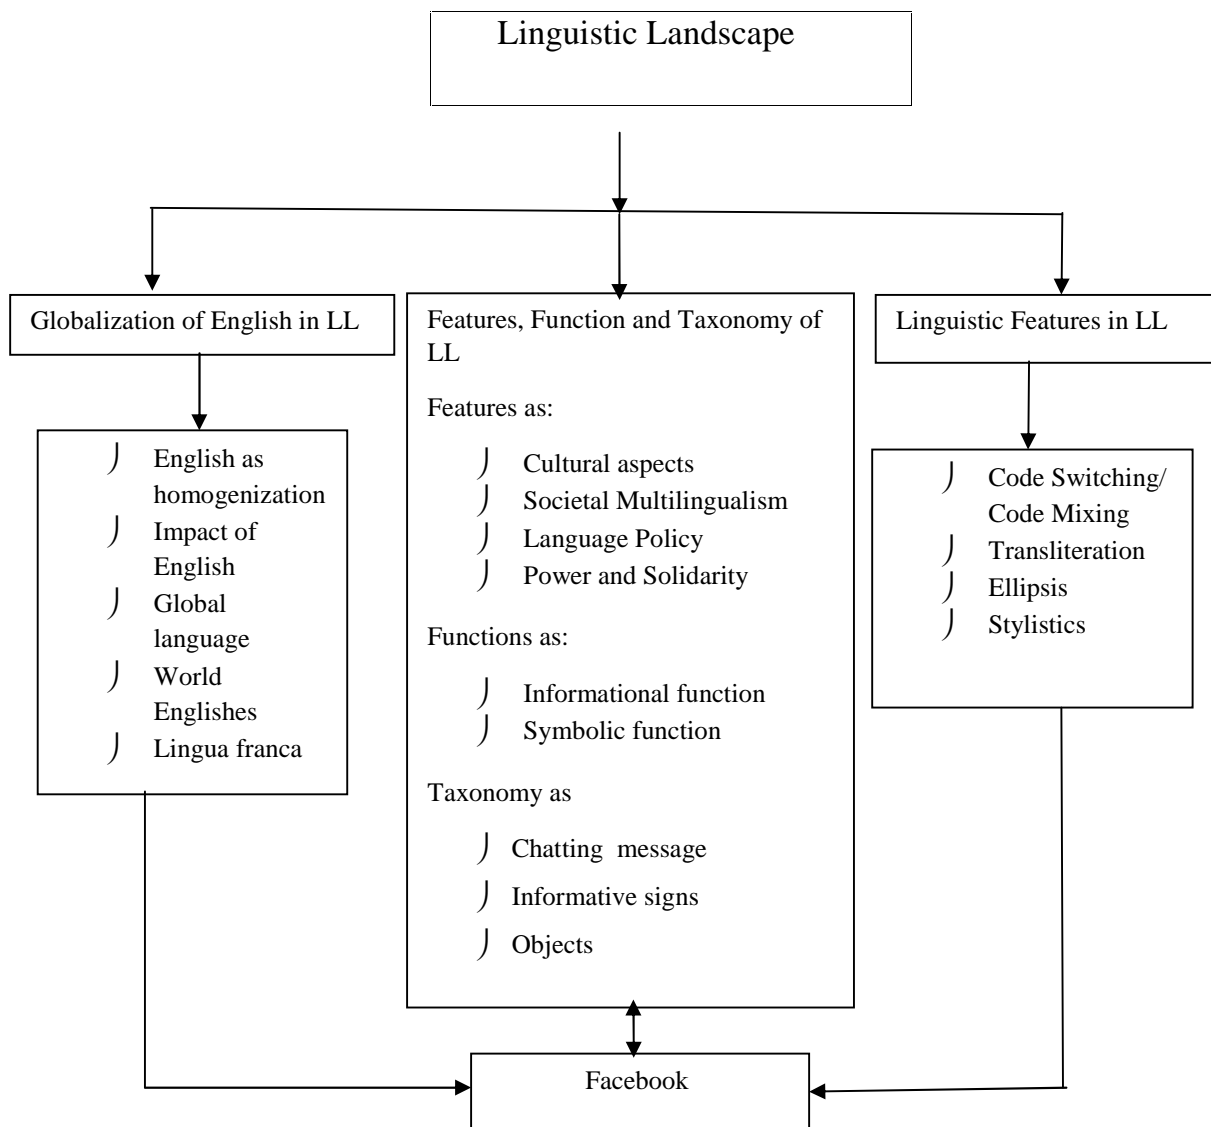 Linguistic Landscape
Globalization of English in LL
English as
homogenization
Impact of
English
Global
language
World
Englishes
Lingua franca
Features, Function and Taxonomy of
LL
Features as:
Cultural aspects
Societal Multilingualism
Language Policy
Power and Solidarity
Functions as:
Informational function
Symbolic function
Taxonomy as
Chatting message
Informative signs
Objects
Linguistic Features in LL
Code Switching/
Code Mixing
Transliteration
Ellipsis
Stylistics
Facebook